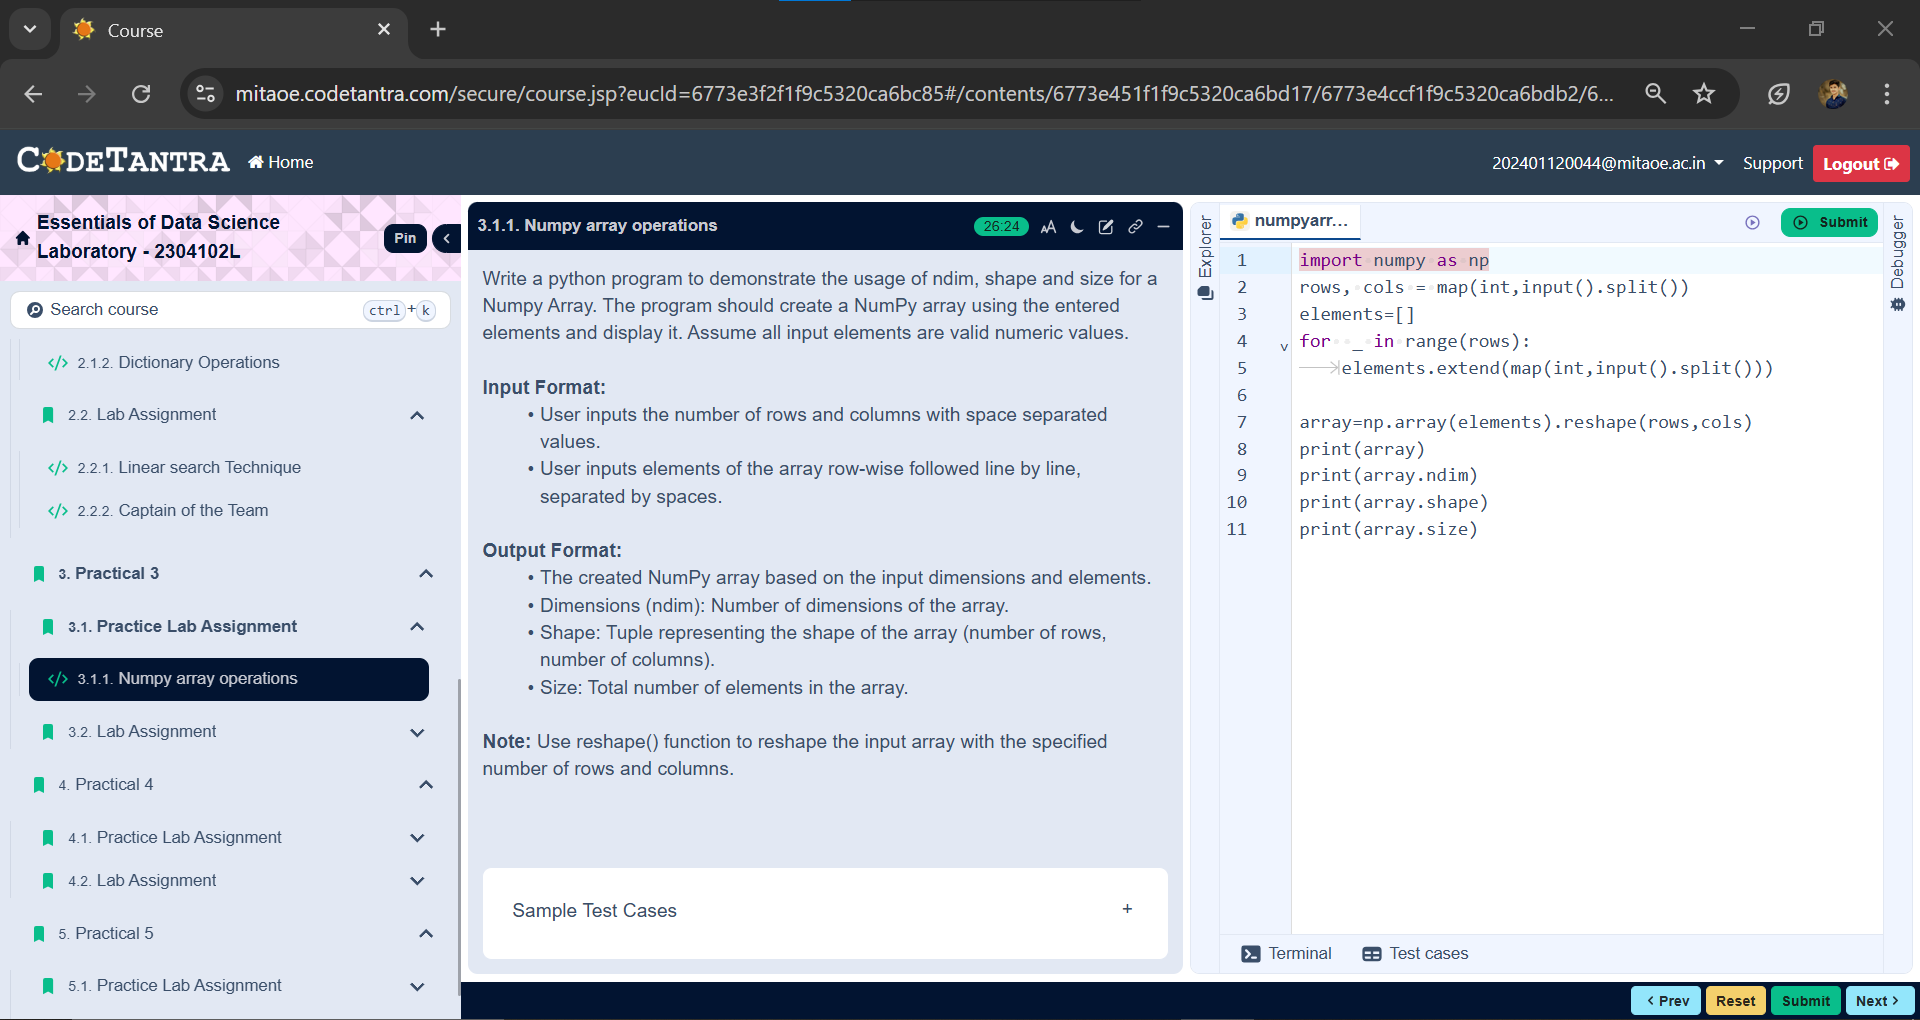 Course
mitaoe.codetantra.com/secure/course.jsp?eucId=6773e3f2f1f9c5320ca6bc85#/contents/6773e451f1f9c5320ca6bd17/6773e4ccf1f9c5320ca6bdb2/6...
CODETANTRA
Home
202401120044@mitaoe.ac.in
Support
Logout
Essentials of Data Science
Laboratory - 2304102L
Pin
Search course
ctrl + k
2.1.2. Dictionary Operations
2.2. Lab Assignment
2.2.1. Linear search Technique
2.2.2. Captain of the Team
3. Practical 3
3.1. Practice Lab Assignment
3.1.1. Numpy array operations
3.2. Lab Assignment
4. Practical 4
4.1. Practice Lab Assignment
4.2. Lab Assignment
5. Practical 5
5.1. Practice Lab Assignment
3.1.1. Numpy array operations
26:24
AA
Write a python program to demonstrate the usage of ndim, shape and size for a
Numpy Array. The program should create a NumPy array using the entered
elements and display it. Assume all input elements are valid numeric values.
Input Format:
• User inputs the number of rows and columns with space separated
values.
• User inputs elements of the array row-wise followed line by line,
separated by spaces.
Output Format:
• The created NumPy array based on the input dimensions and elements.
• Dimensions (ndim): Number of dimensions of the array.
• Shape: Tuple representing the shape of the array (number of rows,
number of columns).
• Size: Total number of elements in the array.
Note: Use reshape() function to reshape the input array with the specified
number of rows and columns.
Sample Test Cases
+
Explorer
numpyarr...
Submit
Debugger
1 import numpy as np
2 rows, cols = map(int,input().split())
3 elements=[]
4 for _ in range(rows):
5 elements.extend(map(int,input().split()))
6
7 array=np.array(elements).reshape(rows,cols)
8 print(array)
9 print(array.ndim)
10 print(array.shape)
11 print(array.size)
Terminal
Test cases
< Prev
Reset
Submit
Next >